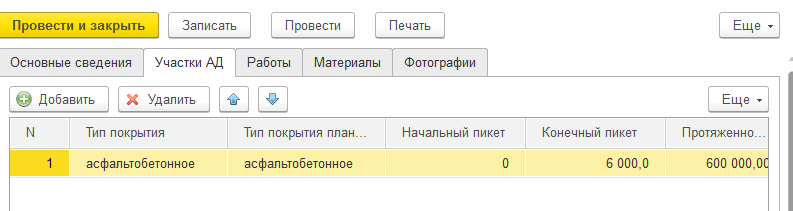 Провести и закрыть Записать Провести Печать Еще
Основные сведения Участки АД Работы Материалы Фотографии
Добавить Удалить Еще
N Тип покрытия Тип покрытия план... Начальный пикет Конечный пикет Протяженно...
1 асфальтобетонное асфальтобетонное 0 6 000,0 600 000,00